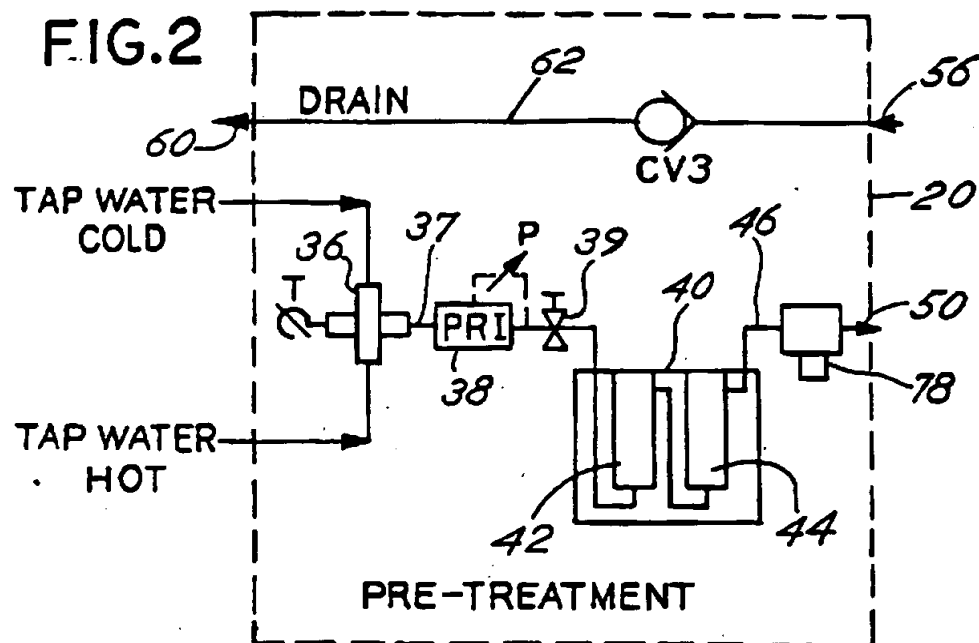 FIG.2
62
56
DRAIN
60
CV3
TAP WATER
COLD
20
36
37
P
39
46
T
T
40
50
PRI
38
78
TAP WATER
HOT
42
44
PRE-TREATMENT